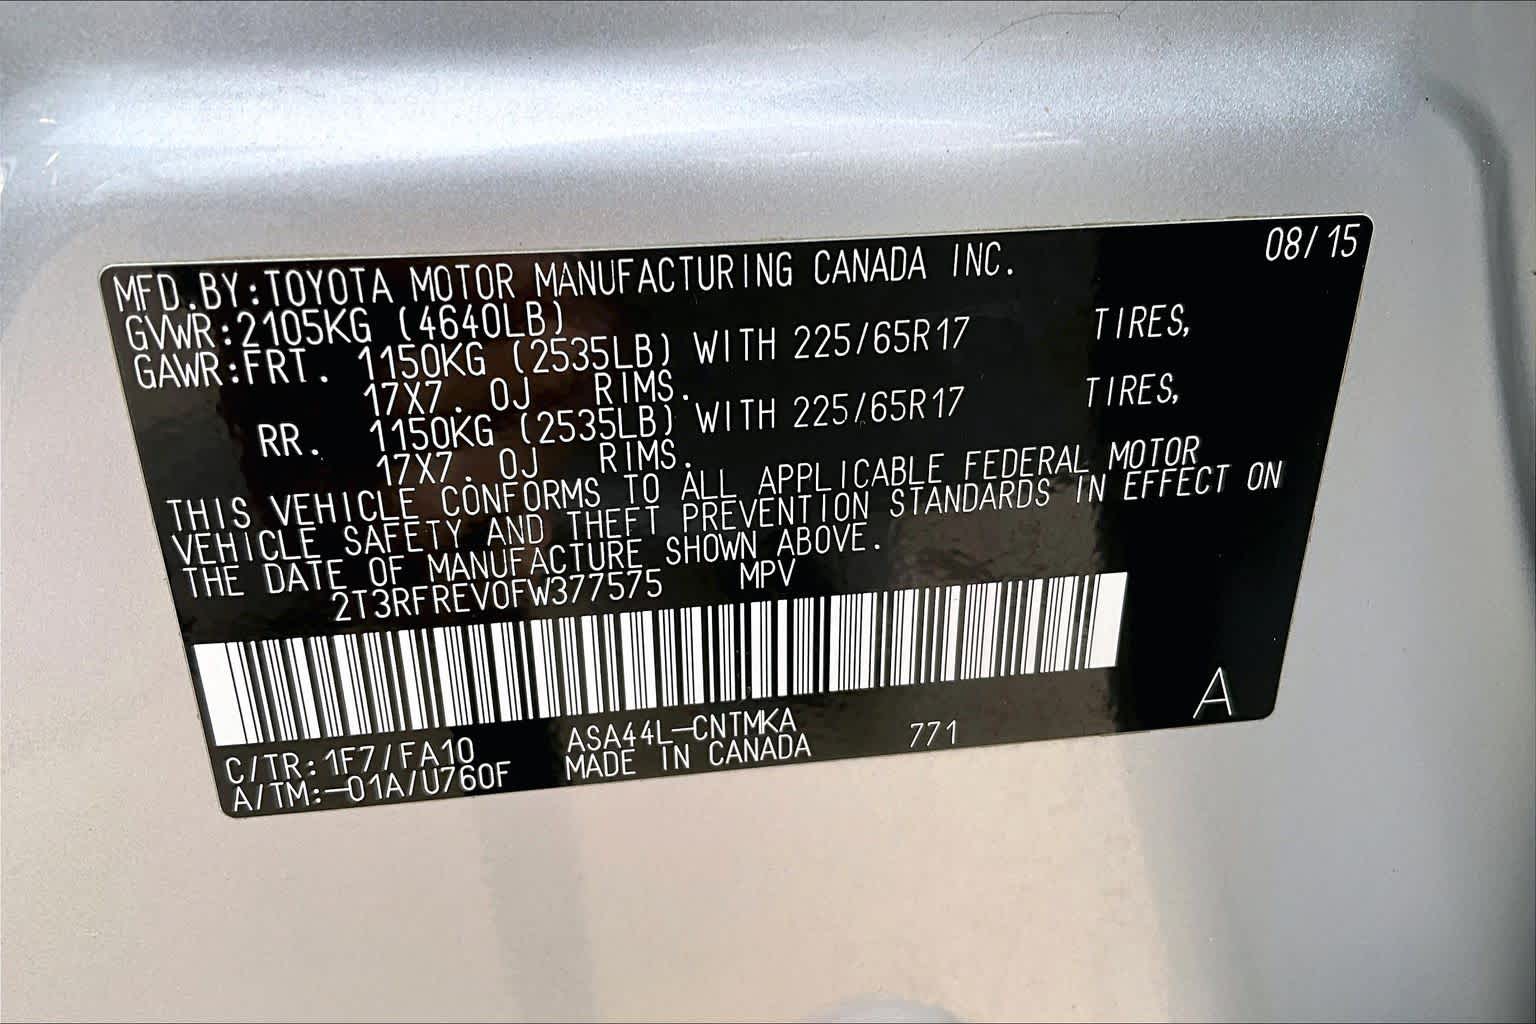 08/15
MFD.BY:TOYOTA MOTOR MANUFACTURING CANADA INC.
GVWR:2105KG (4640LB)
GAWR:FRT. 1150KG (2535LB) WITH 225/65R17 TIRES,
17X7.0J RIMS.
RR. 1150KG (2535LB) WITH 225/65R17 TIRES,
17X7.0J RIMS.
THIS VEHICLE CONFORMS TO ALL APPLICABLE FEDERAL MOTOR
VEHICLE SAFETY AND THEFT PREVENTION STANDARDS IN EFFECT ON
THE DATE OF MANUFACTURE SHOWN ABOVE.
2T3RFREV0FW377575 MPV
A
C/TR:1F7/FA10 ASA44L-CNTMKA 771
A/TM:-01A/U760F MADE IN CANADA